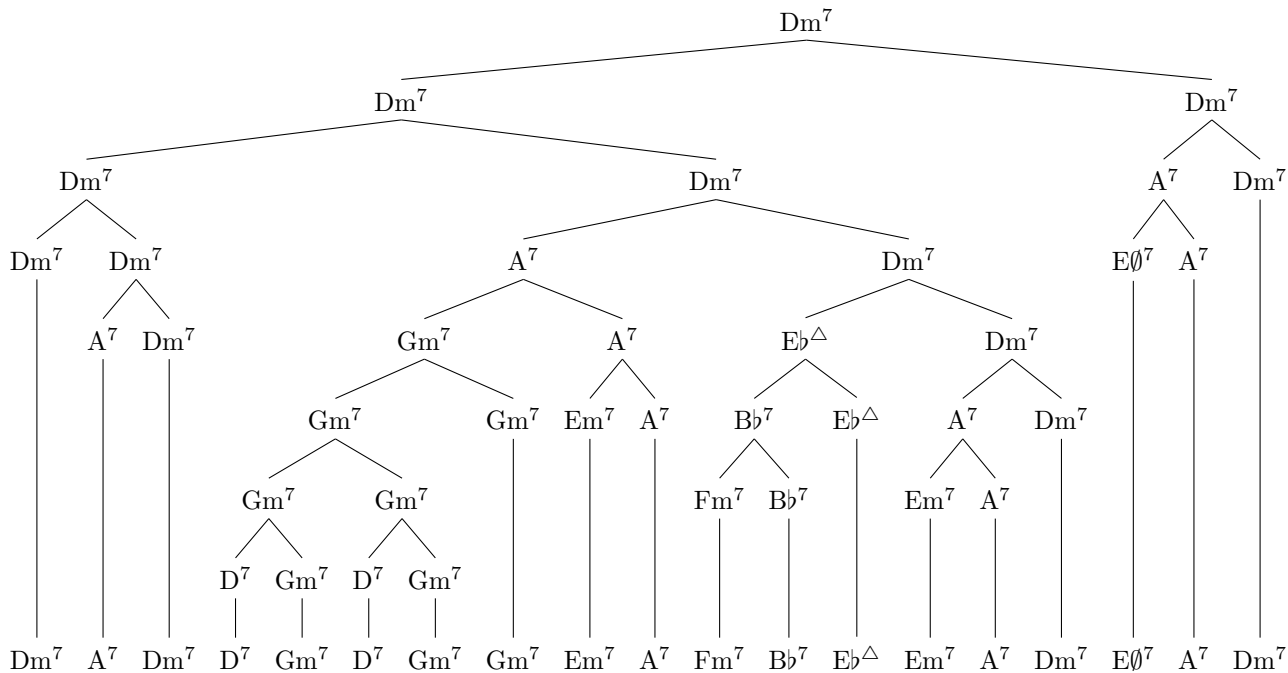 Dm⁷
Dm⁷ Dm⁷
Dm⁷ Dm⁷ A⁷ Dm⁷
Dm⁷ Dm⁷ A⁷ Dm⁷ E∅⁷ A⁷
A⁷ Dm⁷ Gm⁷ A⁷ E♭△ Dm⁷
Gm⁷ Gm⁷ Em⁷ A⁷ B♭⁷ E♭△ A⁷ Dm⁷
Gm⁷ Gm⁷ Fm⁷ B♭⁷ Em⁷ A⁷
D⁷ Gm⁷ D⁷ Gm⁷
Dm⁷ A⁷ Dm⁷ D⁷ Gm⁷ D⁷ Gm⁷ Gm⁷ Em⁷ A⁷ Fm⁷ B♭⁷ E♭△ Em⁷ A⁷ Dm⁷ E∅⁷ A⁷ Dm⁷